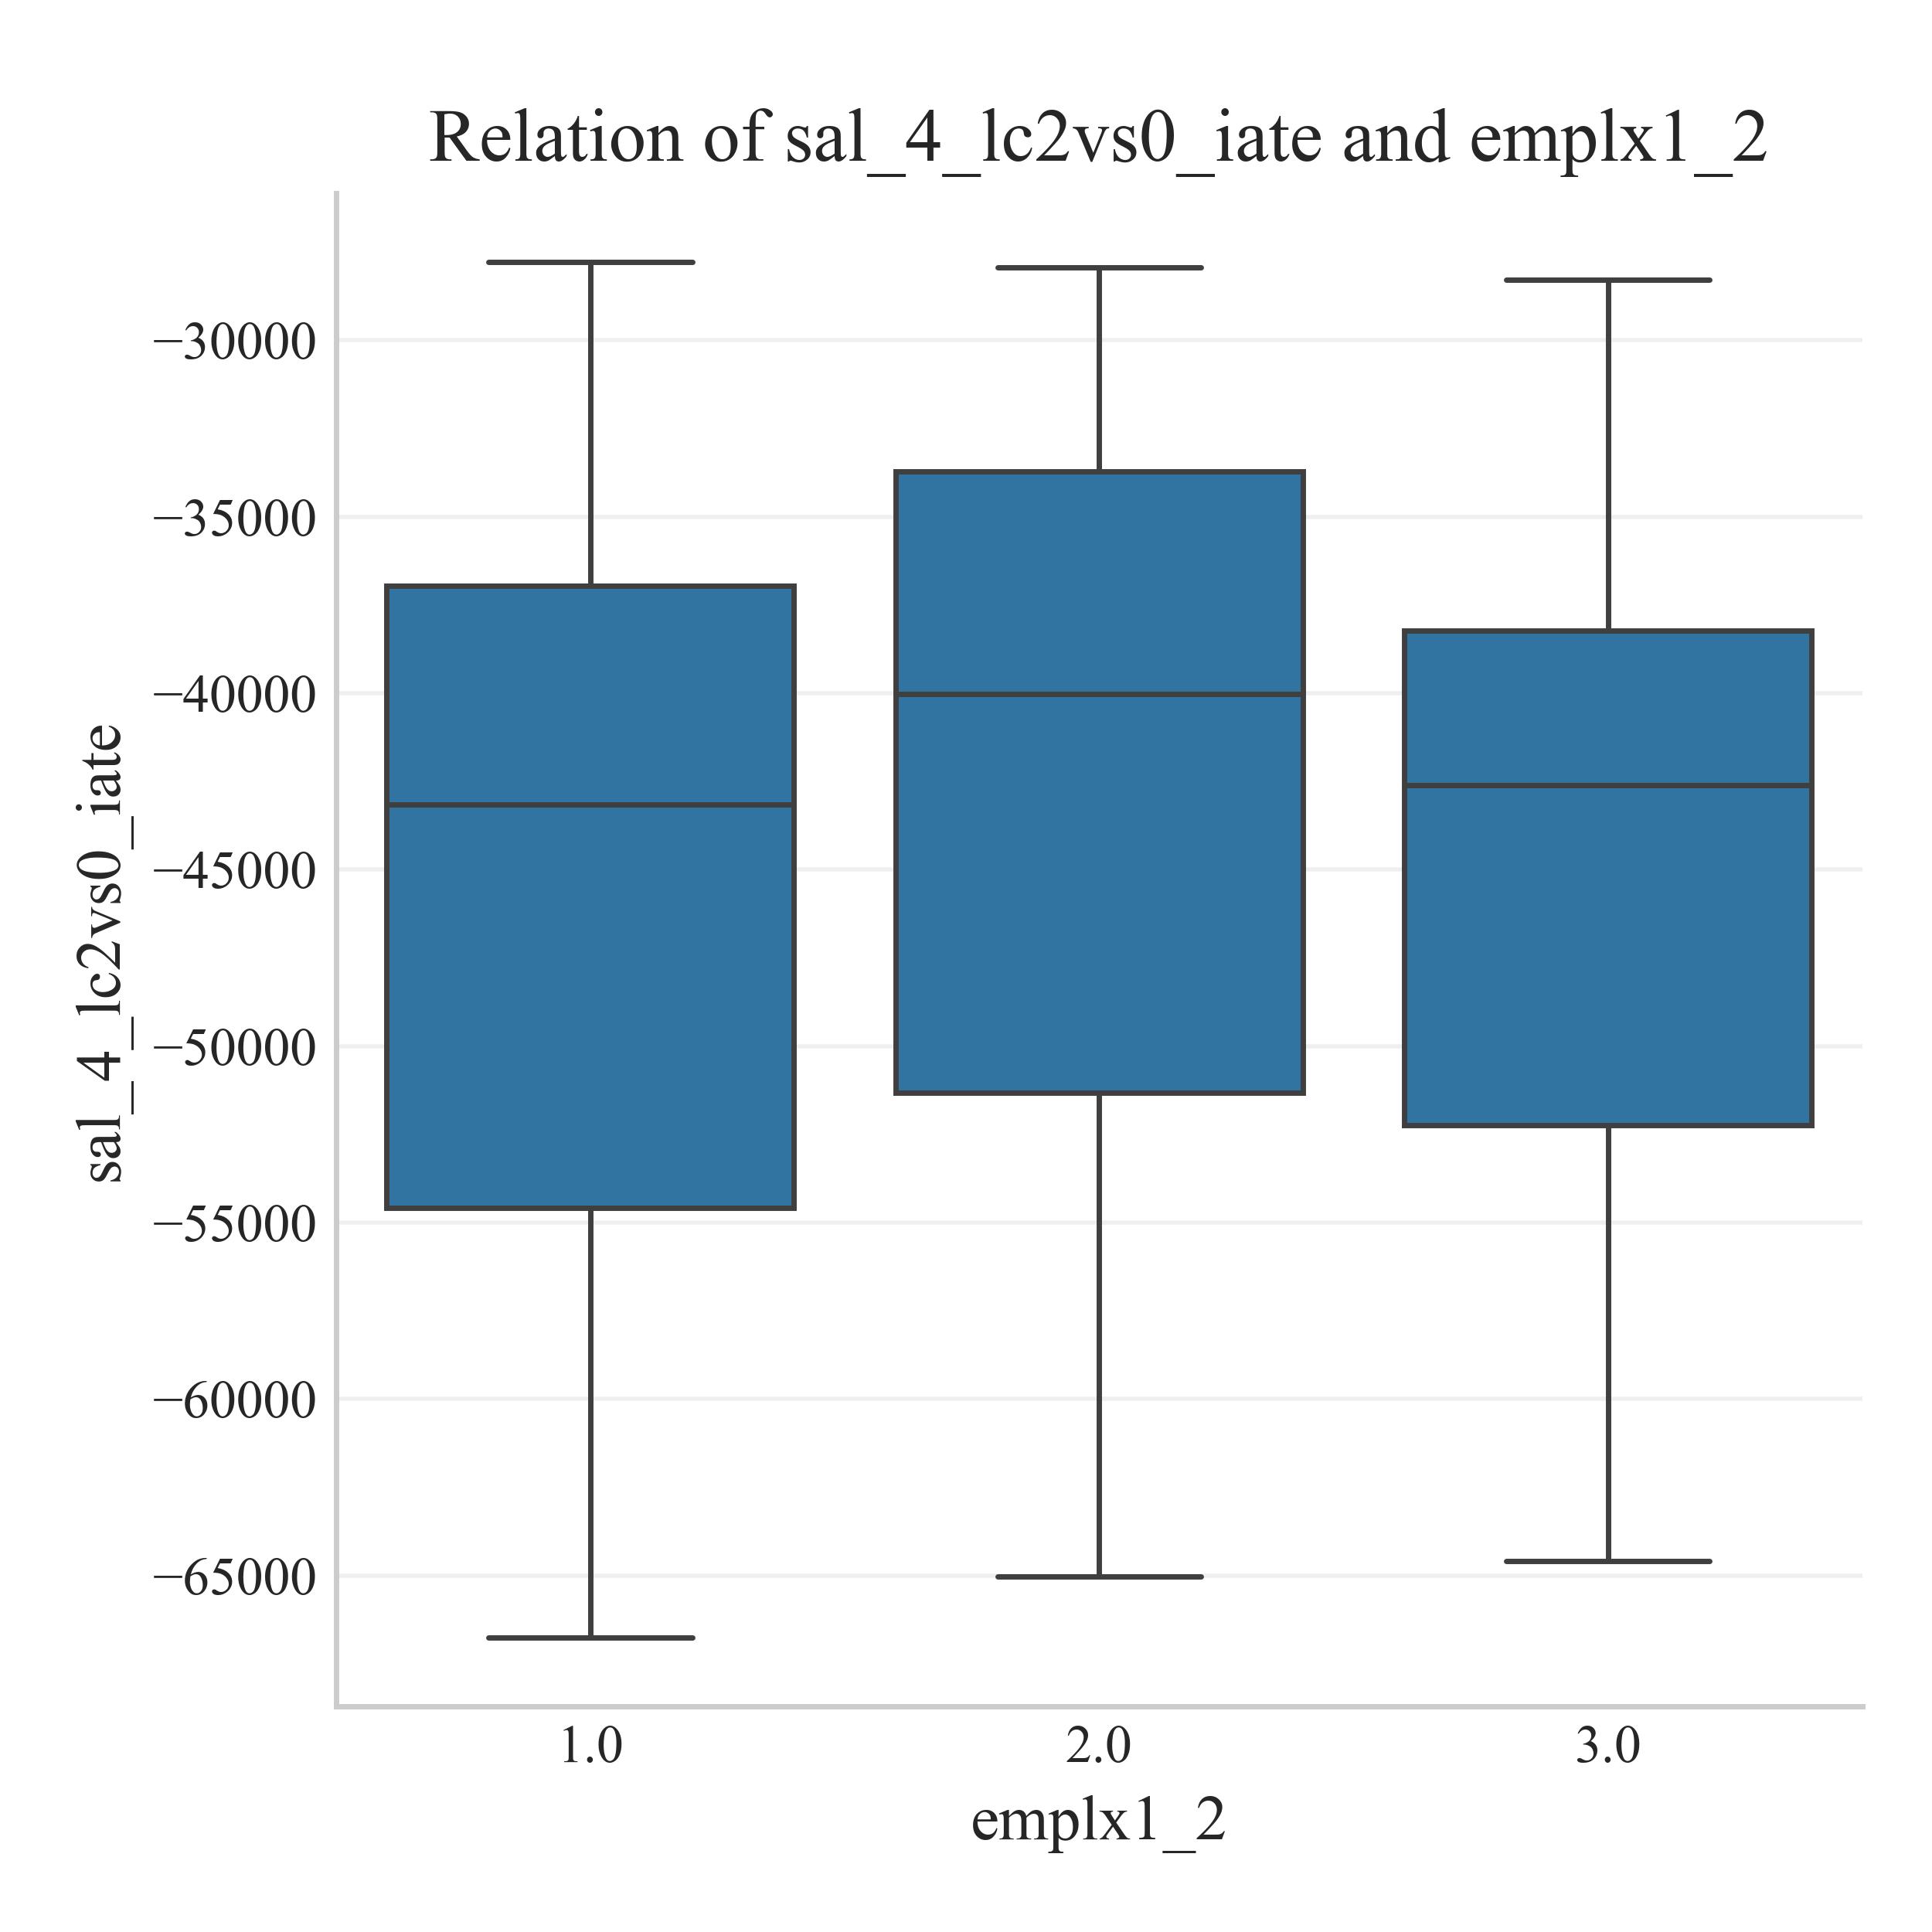 Relation of sal_4_lc2vs0_iate and emplx1_2
sal_4_lc2vs0_iate
−30000
−35000
−40000
−45000
−50000
−55000
−60000
−65000
1.0 2.0 3.0
emplx1_2